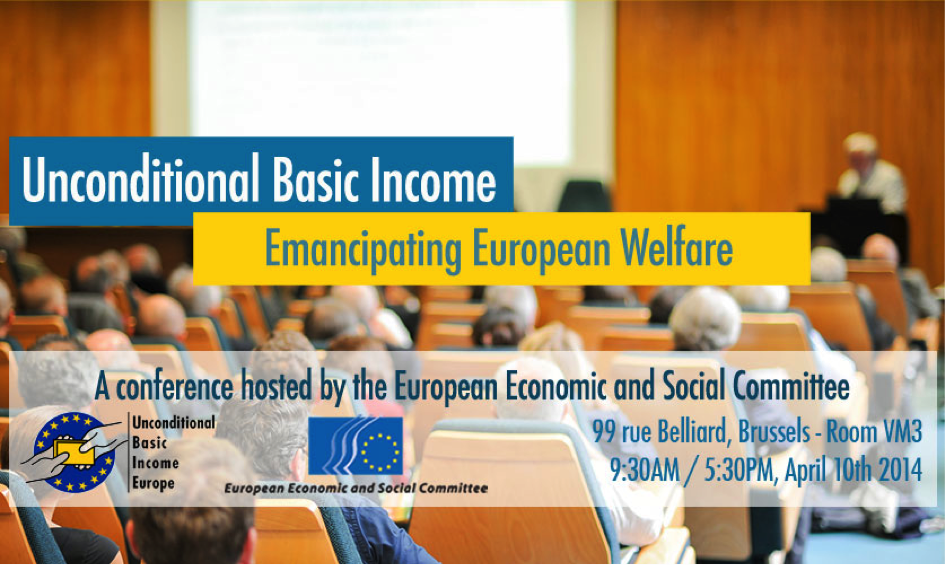 Unconditional Basic Income
Emancipating European Welfare
A conference hosted by the European Economic and Social Committee
Unconditional
Basic
Income
Europe
European Economic and Social Committee
99 rue Belliard, Brussels - Room VM3
9:30AM / 5:30PM, April 10th 2014